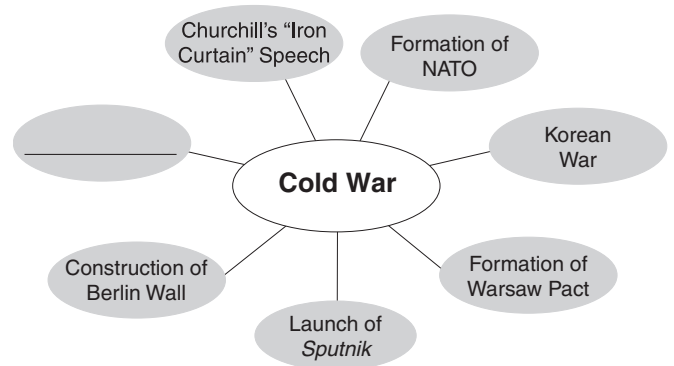 Churchill's “Iron
Curtain” Speech
Formation of
NATO
Korean
War
Cold War
Construction of
Berlin Wall
Formation of
Warsaw Pact
Launch of
Sputnik